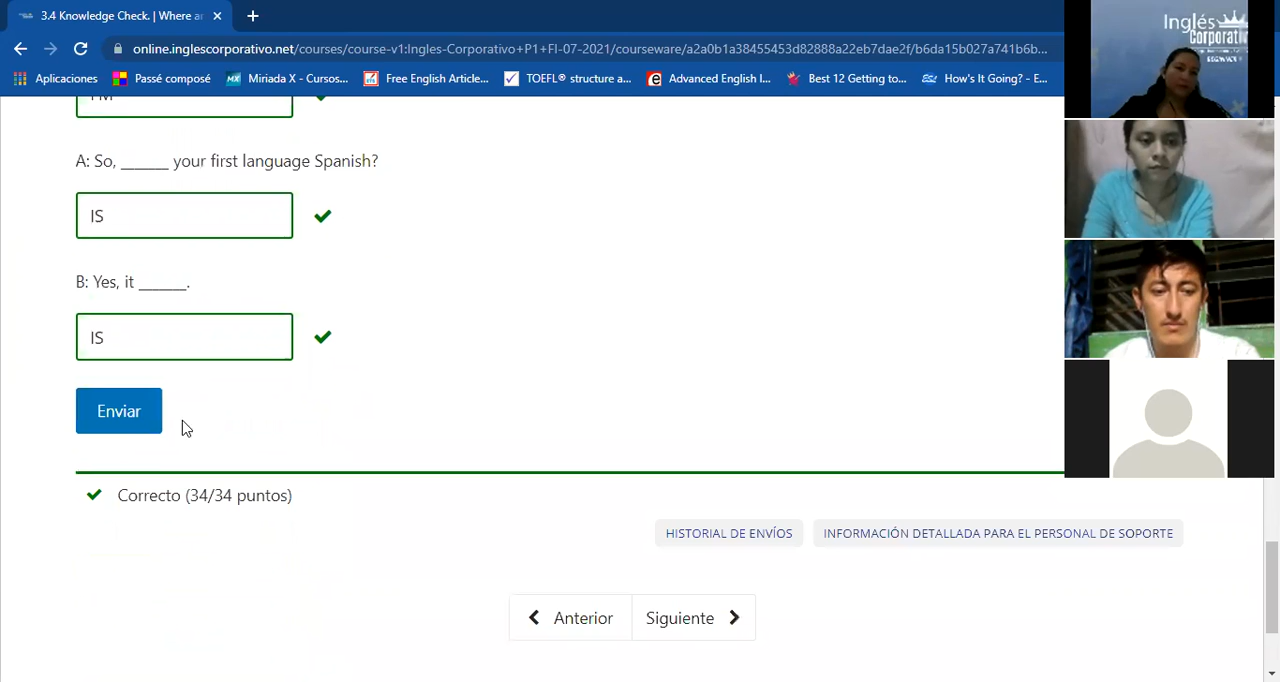 3.4 Knowledge Check. | Where ar
online.inglescorporativo.net/courses/course-v1:Ingles-Corporativo+P1+FI-07-2021/courseware/a2a0b1a38455453d82888a22eb7dae2f/b6da15b027a741b6b...
Aplicaciones Passé composé Miriada X - Cursos... Free English Article... TOEFL® structure a... Advanced English I... Best 12 Getting to... How's It Going? - E...
Inglés
Corporativo
A: So, ______ your first language Spanish?
IS
B: Yes, it ______.
IS
Enviar
Correcto (34/34 puntos)
HISTORIAL DE ENVÍOS INFORMACIÓN DETALLADA PARA EL PERSONAL DE SOPORTE
Anterior Siguiente